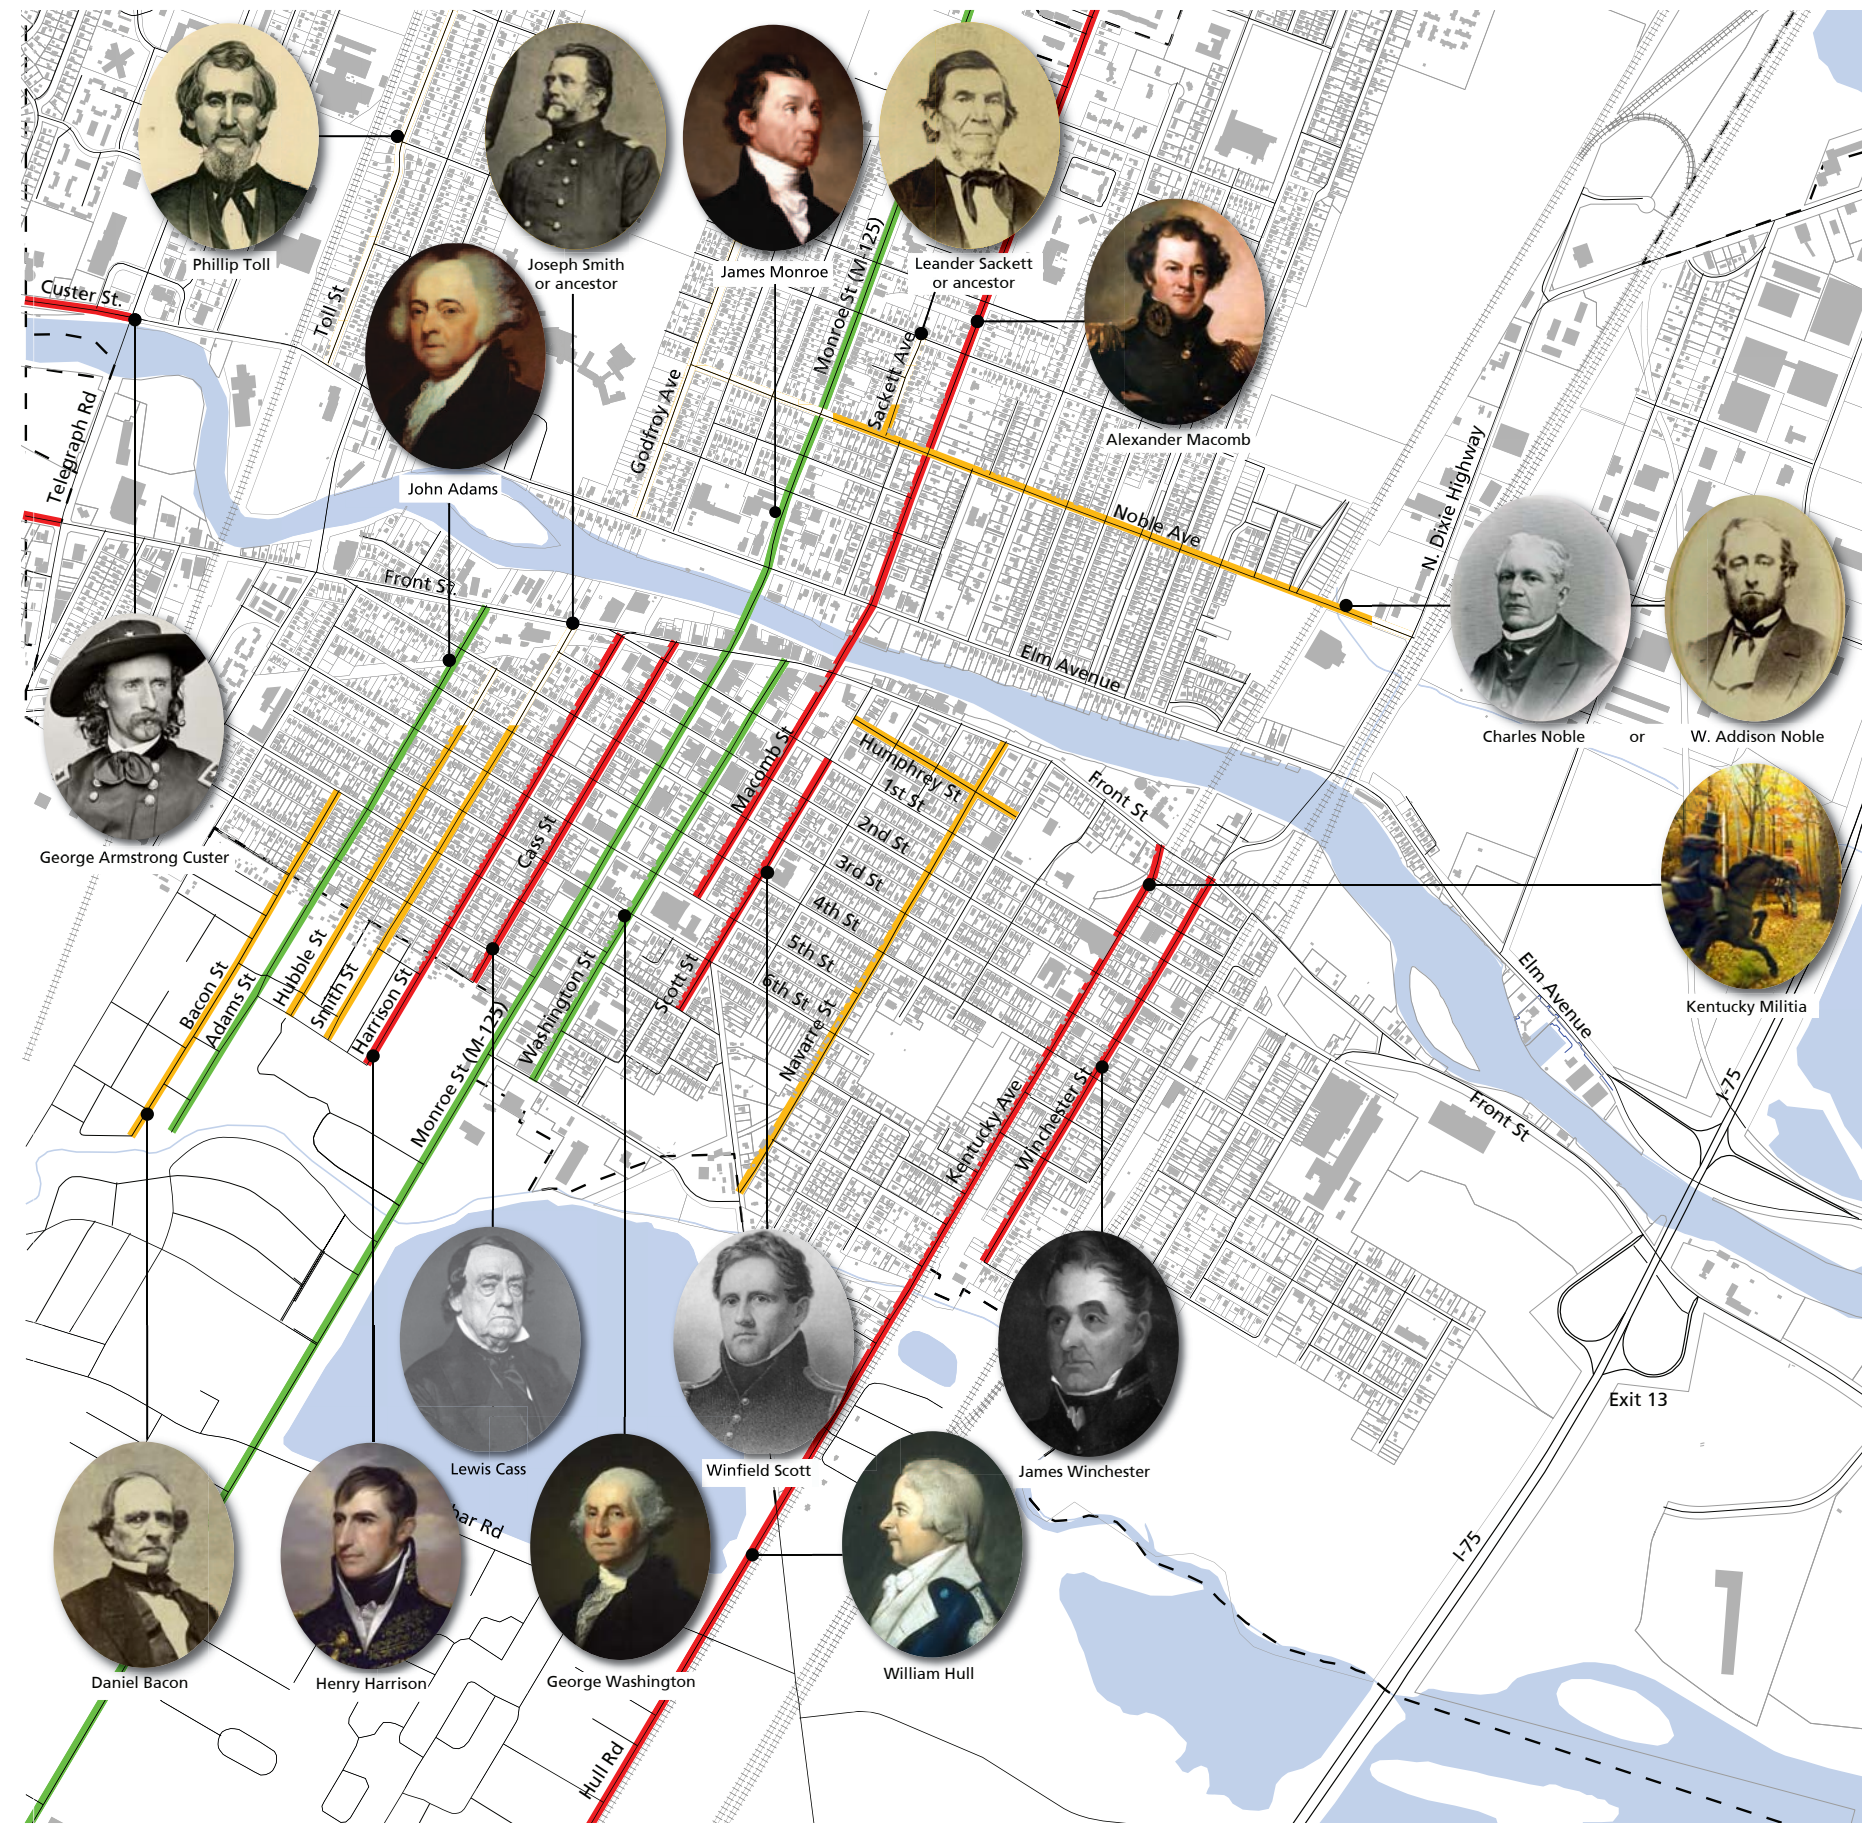 Phillip Toll
Joseph Smith
or ancestor
James Monroe
Leander Sackett
or ancestor
Alexander Macomb
Custer St.
Toll St
Monroe St (M-125)
Sackett Ave
Godfroy Ave
Telegraph Rd
John Adams
Noble Ave
N. Dixie Highway
Front St.
Elm Avenue
Charles Noble
or
W. Addison Noble
George Armstrong Custer
Macomb St
Humphrey St
1st St
2nd St
3rd St
4th St
5th St
6th St
Front St
Cass St
Kentucky Militia
Bacon St
Adams St
Hubble St
Smith St
Harrison St
Monroe St (M-125)
Washington St
Scott St
Navarre St
Kentucky Ave
Winchester St
Elm Avenue
Front St
I-75
Exit 13
Lewis Cass
Winfield Scott
James Winchester
bar Rd
I-75
Daniel Bacon
Henry Harrison
George Washington
William Hull
Hull Rd